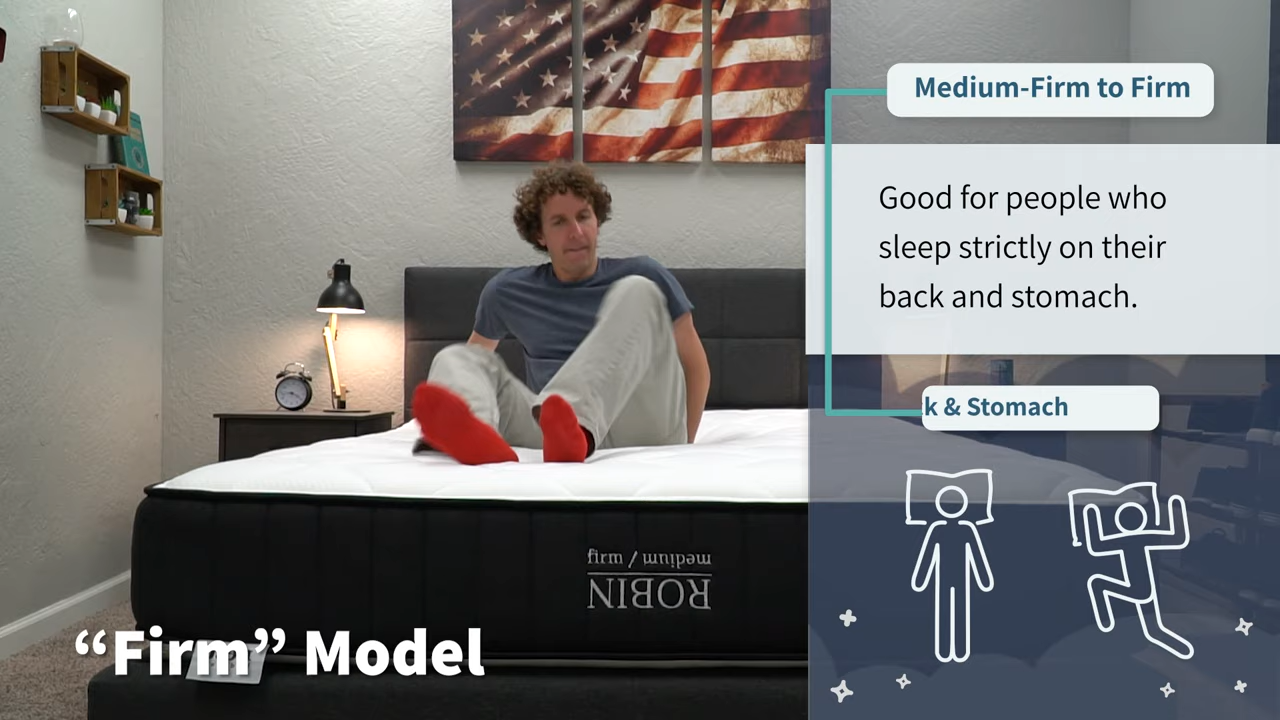 Medium-Firm to Firm
Good for people who
sleep strictly on their
back and stomach.
k & Stomach
ROBIN
medium / firm
“Firm” Model